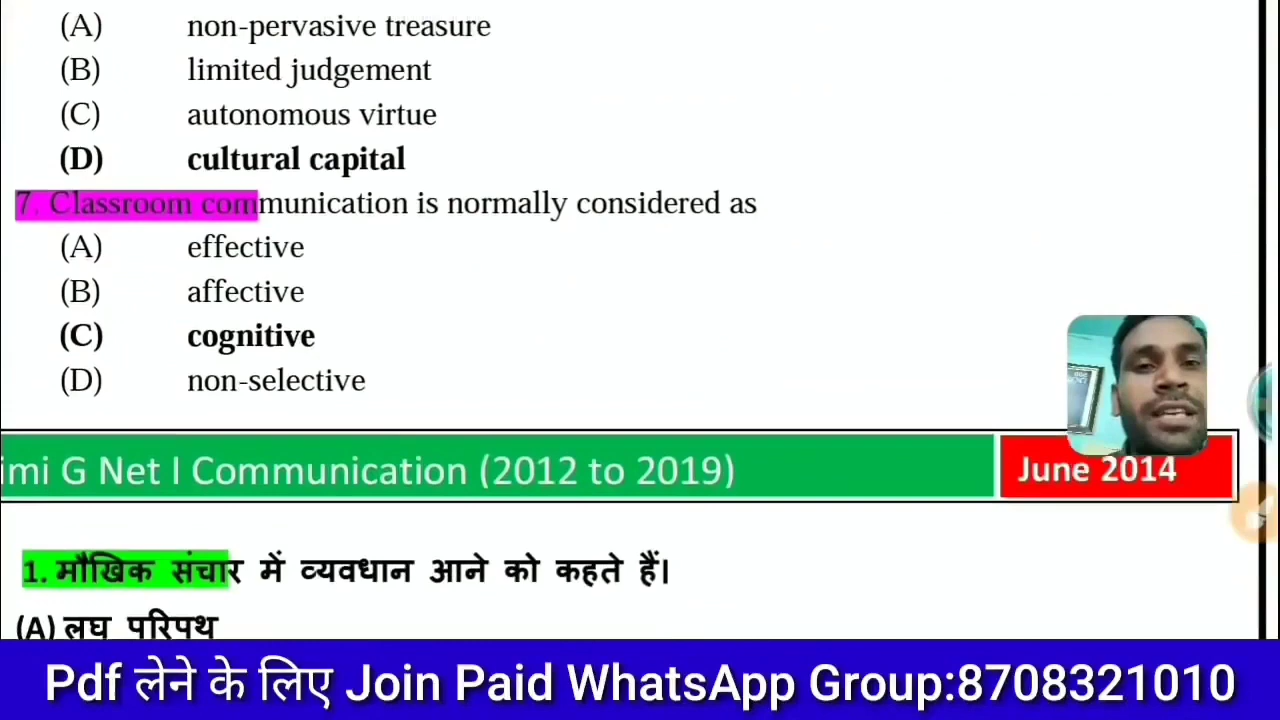 (A) non-pervasive treasure
(B) limited judgement
(C) autonomous virtue
(D) cultural capital
7. Classroom communication is normally considered as
(A) effective
(B) affective
(C) cognitive
(D) non-selective
imi G Net I Communication (2012 to 2019) June 2014
1. मौखिक संचार में व्यवधान आने को कहते हैं।
(A) लघु परिपथ
Pdf लेने के लिए Join Paid WhatsApp Group:8708321010